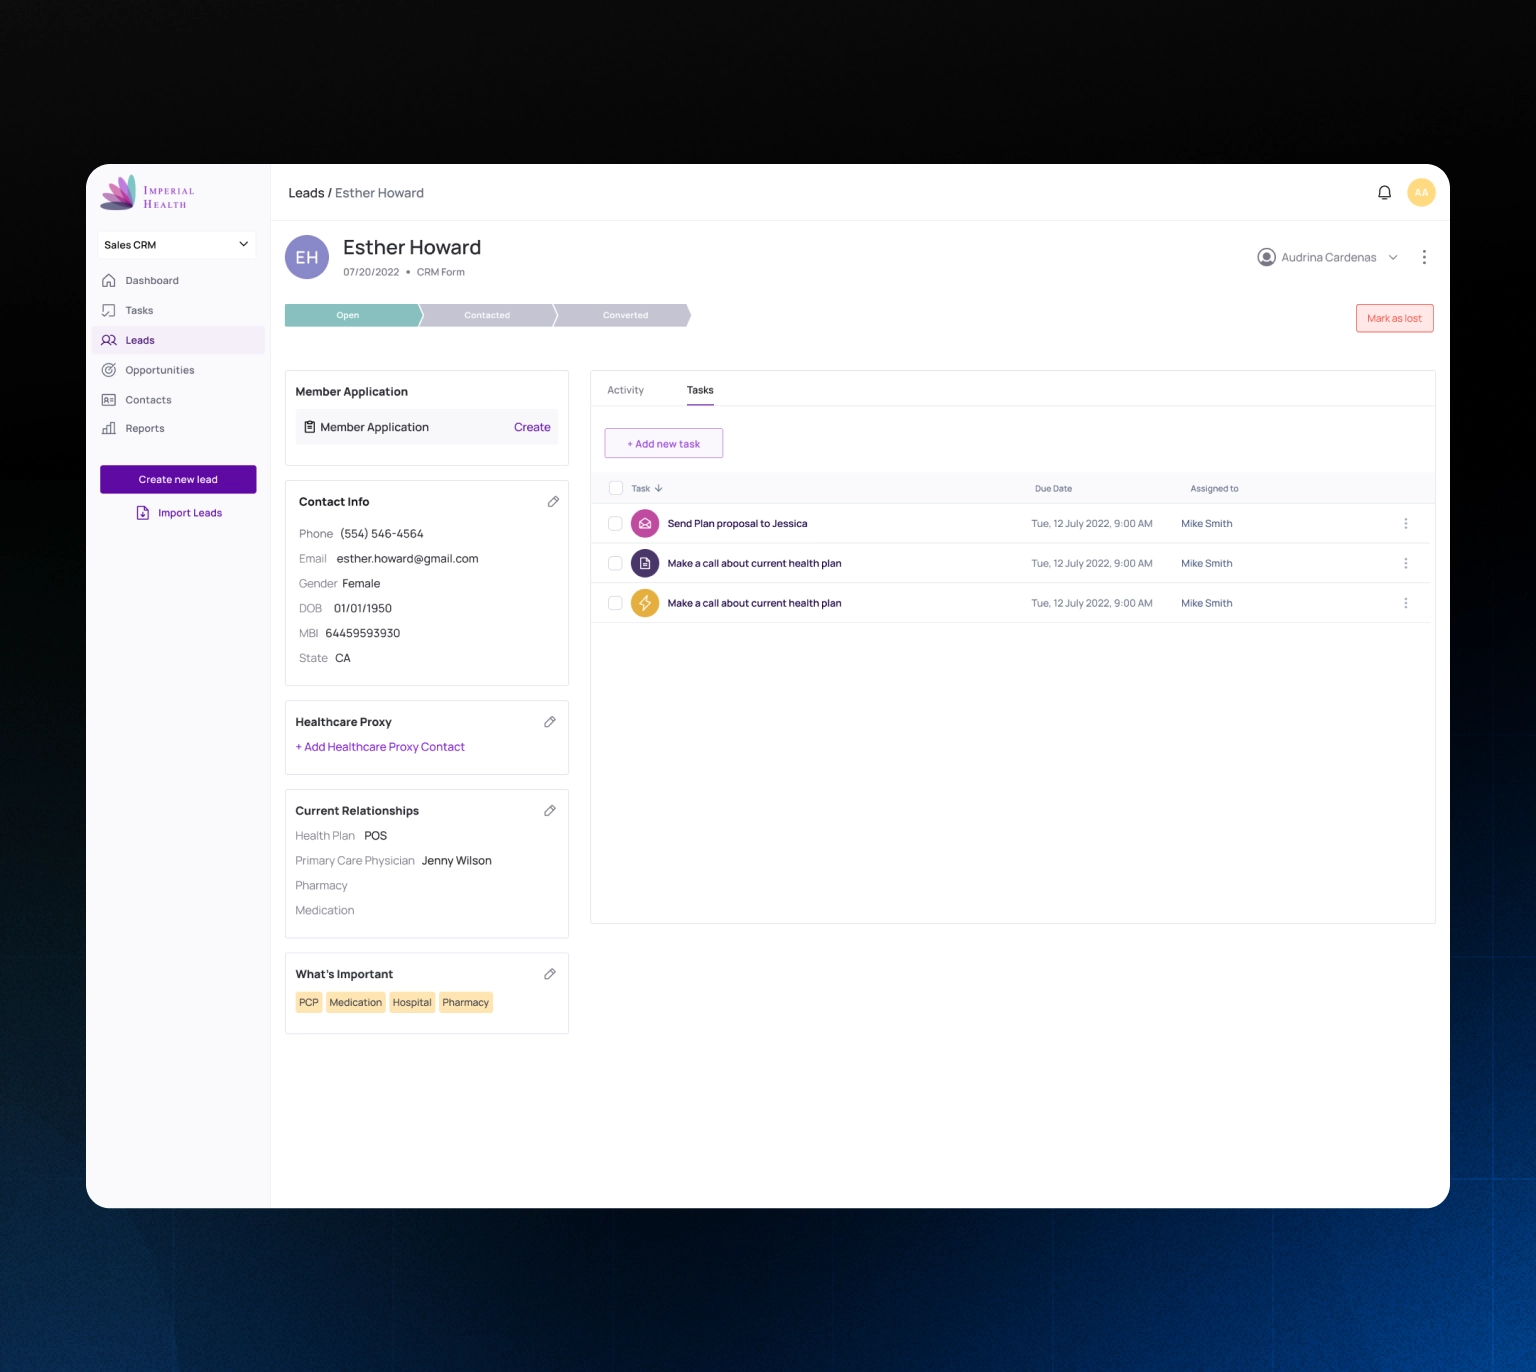 IMPERIAL
HEALTH
Sales CRM
Dashboard
Tasks
Leads
Opportunities
Contacts
Reports
Create new lead
Import Leads
Leads / Esther Howard
AA
EH
Esther Howard
07/20/2022 • CRM Form
Audrina Cardenas
Open
Contacted
Converted
Mark as lost
Member Application
Member Application
Create
Contact Info
Phone (554) 546-4564
Email esther.howard@gmail.com
Gender Female
DOB 01/01/1950
MBI 64459593930
State CA
Healthcare Proxy
+ Add Healthcare Proxy Contact
Current Relationships
Health Plan POS
Primary Care Physician Jenny Wilson
Pharmacy
Medication
What's Important
PCP Medication Hospital Pharmacy
Activity Tasks
+ Add new task
Task Due Date Assigned to
Send Plan proposal to Jessica Tue, 12 July 2022, 9:00 AM Mike Smith
Make a call about current health plan Tue, 12 July 2022, 9:00 AM Mike Smith
Make a call about current health plan Tue, 12 July 2022, 9:00 AM Mike Smith